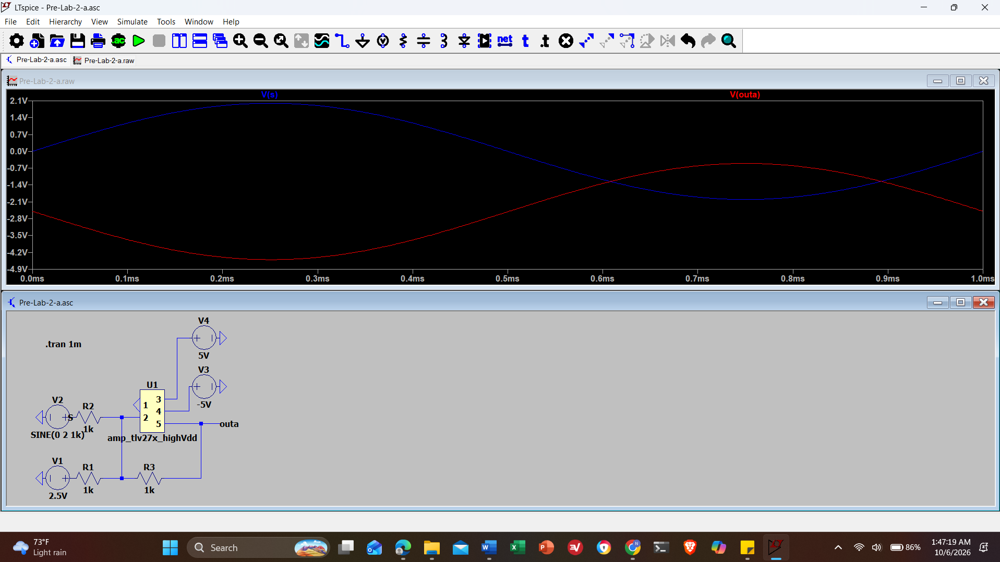 LTspice - Pre-Lab-2-a.asc
File Edit Hierarchy View Simulate Tools Window Help
.ac net t .t
Pre-Lab-2-a.asc Pre-Lab-2-a.raw
Pre-Lab-2-a.raw
V(s) V(outa)
2.1V
1.4V
0.7V
0.0V
-0.7V
-1.4V
-2.1V
-2.8V
-3.5V
-4.2V
-4.9V
0.0ms 0.1ms 0.2ms 0.3ms 0.4ms 0.5ms 0.6ms 0.7ms 0.8ms 0.9ms 1.0ms
Pre-Lab-2-a.asc
V4
.tran 1m
5V
V3
U1
V2
R2
3
1
-5V
4
S
2
5
outa
1k
SINE(0 2 1k)
amp_tlv27x_highVdd
V1
R1
R3
1k
1k
2.5V
73°F
Light rain
Search
86%
1:47:19 AM
10/6/2026